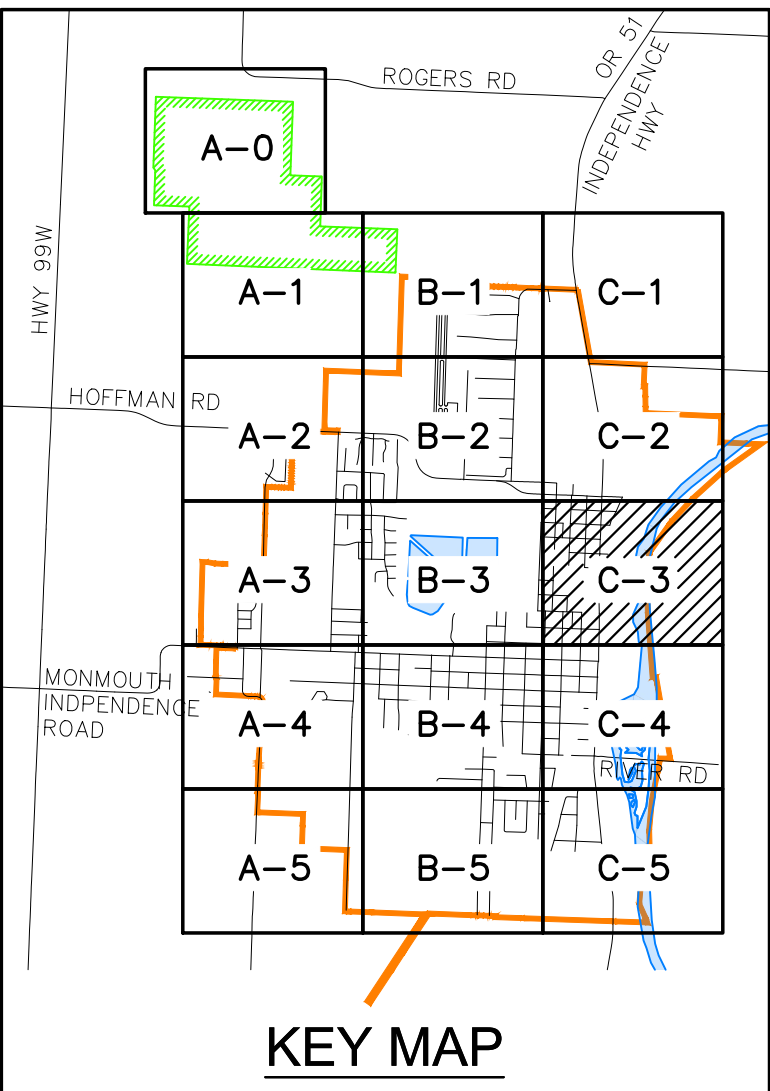 OR 51
INDEPENDENCE
HWY
ROGERS RD
A-0
HWY 99W
A-1
B-1
C-1
HOFFMAN RD
A-2
B-2
C-2
A-3
B-3
C-3
MONMOUTH
INDPENDENCE
ROAD
A-4
B-4
C-4
RIVER RD
A-5
B-5
C-5
KEY MAP